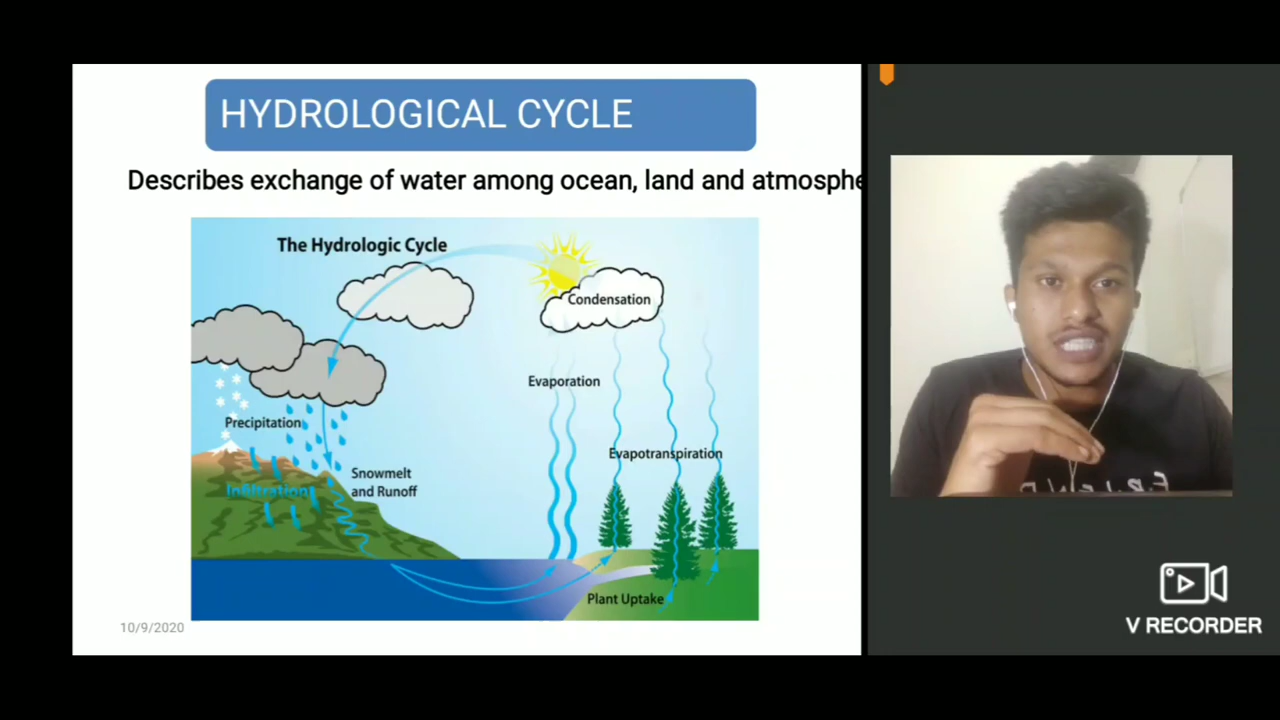 HYDROLOGICAL CYCLE
Describes exchange of water among ocean, land and atmosphe
The Hydrologic Cycle
Condensation
Evaporation
Precipitation
Evapotranspiration
Snowmelt
and Runoff
Infiltration
Plant Uptake
10/9/2020
V RECORDER